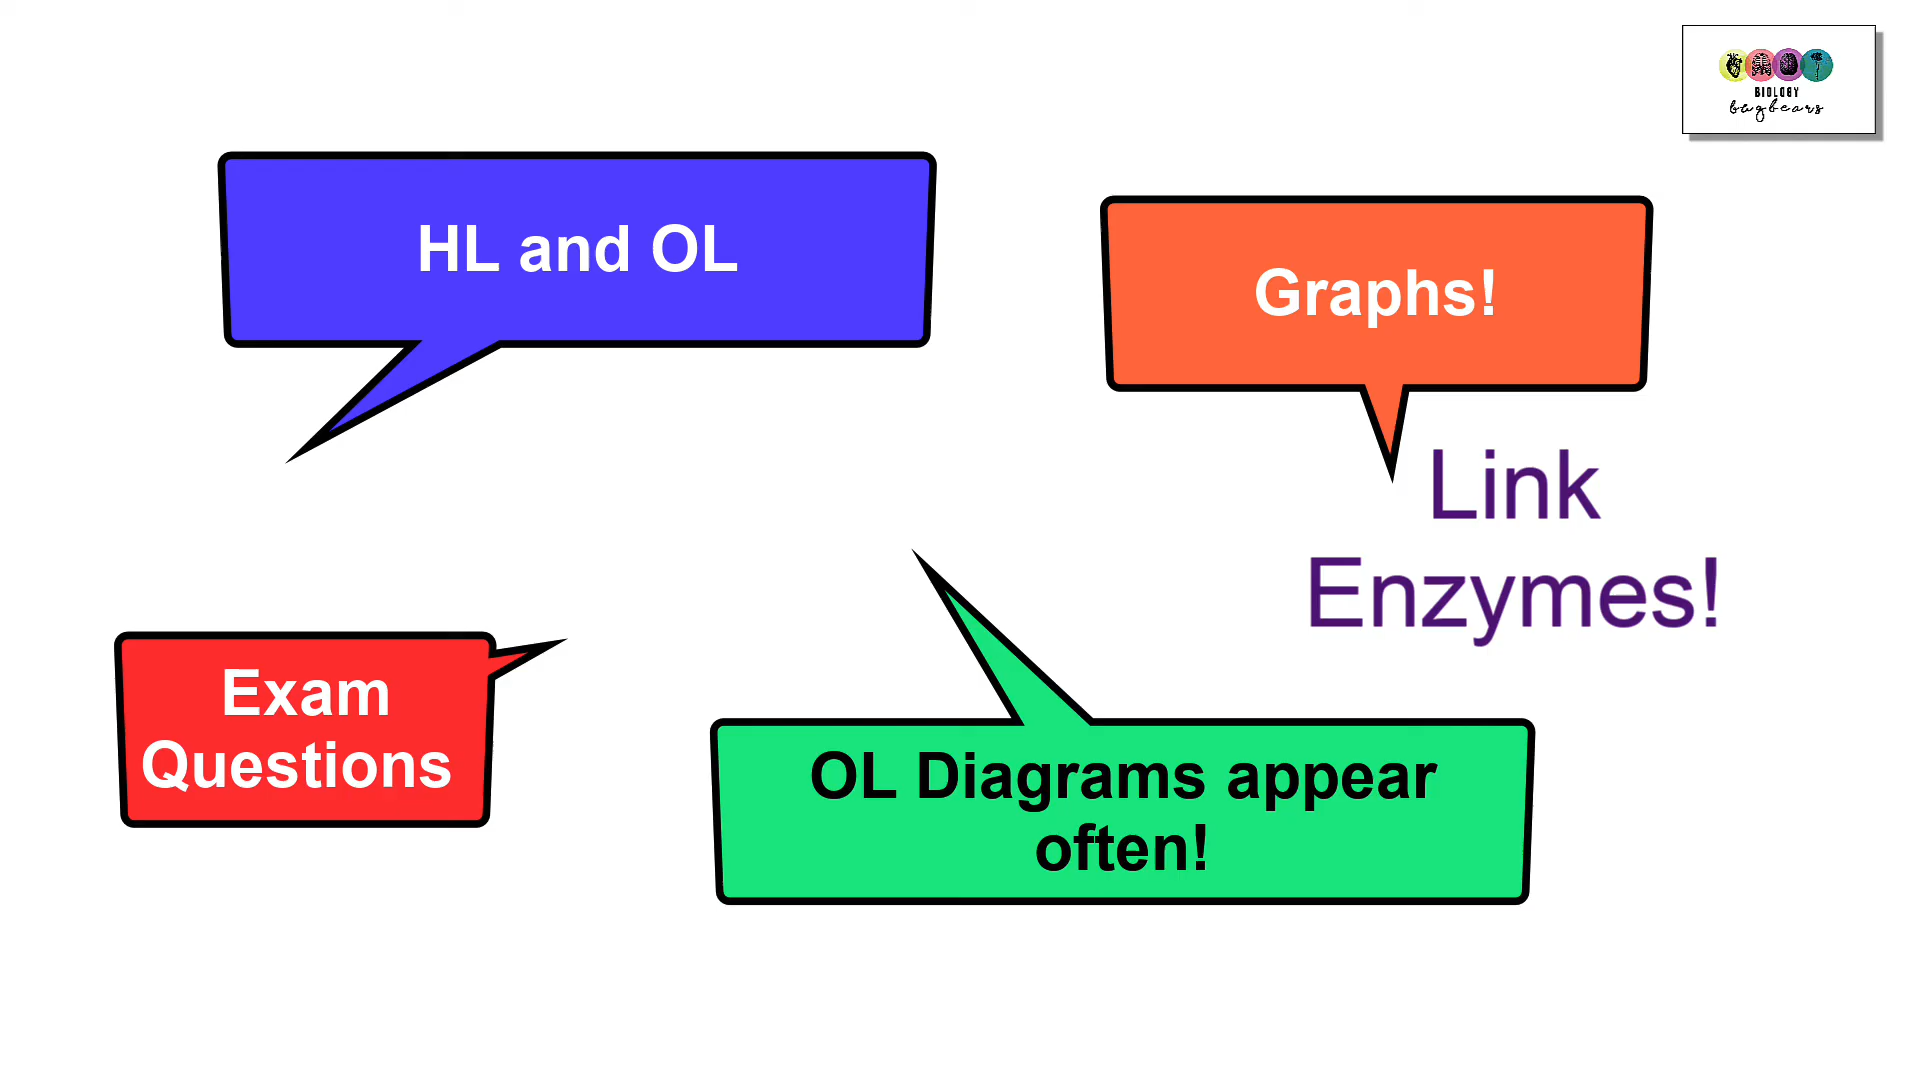 BIOLOGY
bugbears
HL and OL
Graphs!
Link
Enzymes!
Exam
Questions
OL Diagrams appear
often!